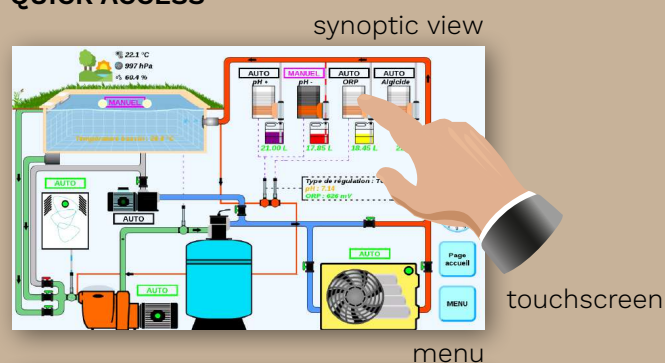 QUICK ACCESS
synoptic view
22.1 °C
997 hPa
60.4 %
AUTO
pH +
MANUEL
pH -
AUTO
ORP
AUTO
Algicide
MANUEL
21.00 L
17.85 L
18.45 L
AUTO
AUTO
Type de régulation :
pH : 7.14
ORP : 626 mV
AUTO
AUTO
Page
accueil
MENU
touchscreen
menu